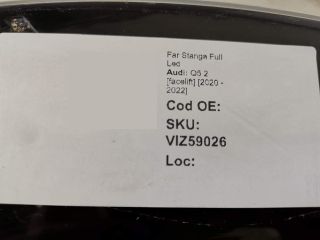 Far Stanga Full
Led
Audi: Q5 2
[facelift] [2020 -
2022]
Cod OE:
SKU:
VIZ59026
Loc: